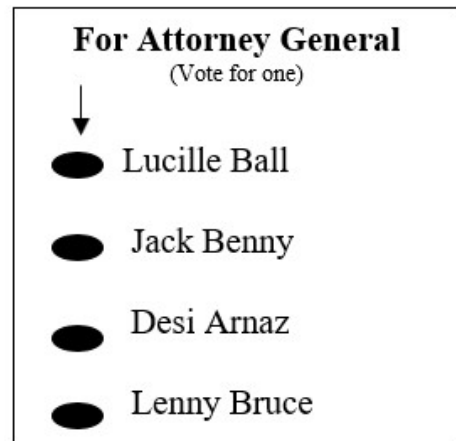 For Attorney General
(Vote for one)
Lucille Ball
Jack Benny
Desi Arnaz
Lenny Bruce